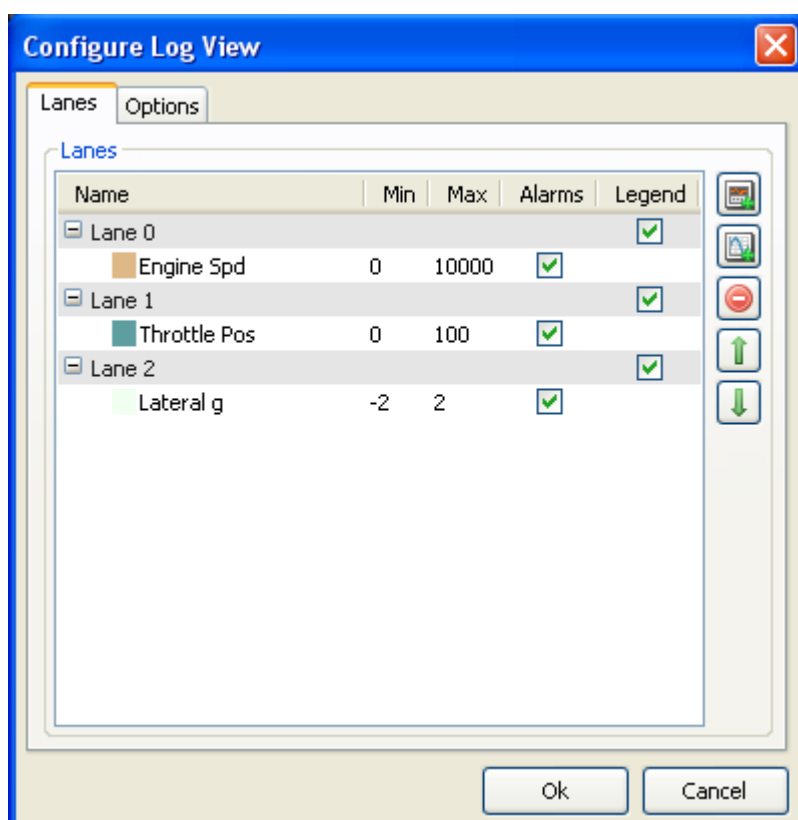 Configure Log View
Lanes Options
Lanes
Name Min Max Alarms Legend
Lane 0
Engine Spd 0 10000
Lane 1
Throttle Pos 0 100
Lane 2
Lateral g -2 2
Ok Cancel